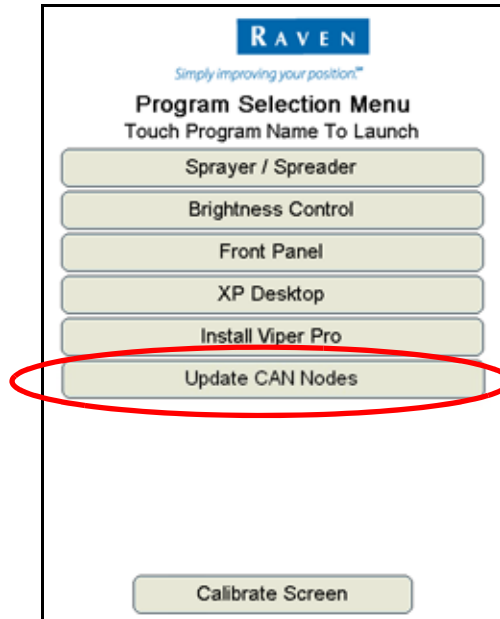 RAVEN
Simply improving your position.℠
Program Selection Menu
Touch Program Name To Launch
Sprayer / Spreader
Brightness Control
Front Panel
XP Desktop
Install Viper Pro
Update CAN Nodes
Calibrate Screen